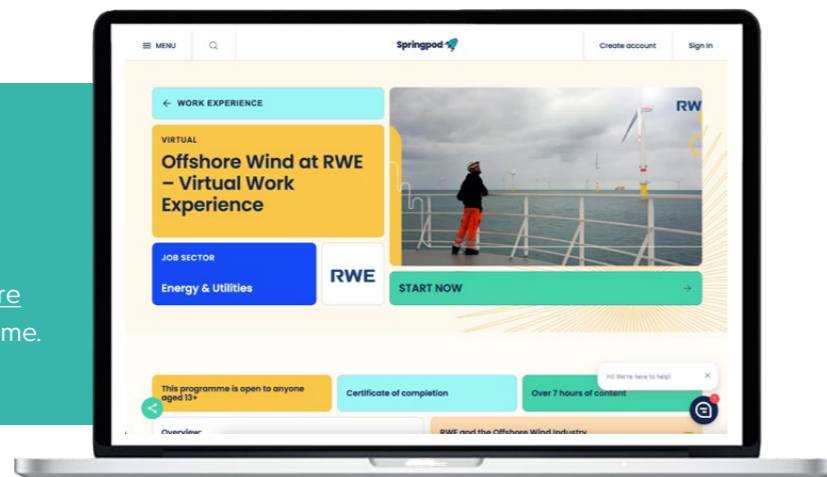 re
me.
MENU
Springpod
Create account
Sign in
← WORK EXPERIENCE
VIRTUAL
Offshore Wind at RWE
– Virtual Work
Experience
RW
JOB SECTOR
Energy & Utilities
RWE
START NOW →
This programme is open to anyone
aged 13+
Certificate of completion
Over 7 hours of content
Hi! We're here to help!
Overview:
RWE and the Offshore Wind Industry